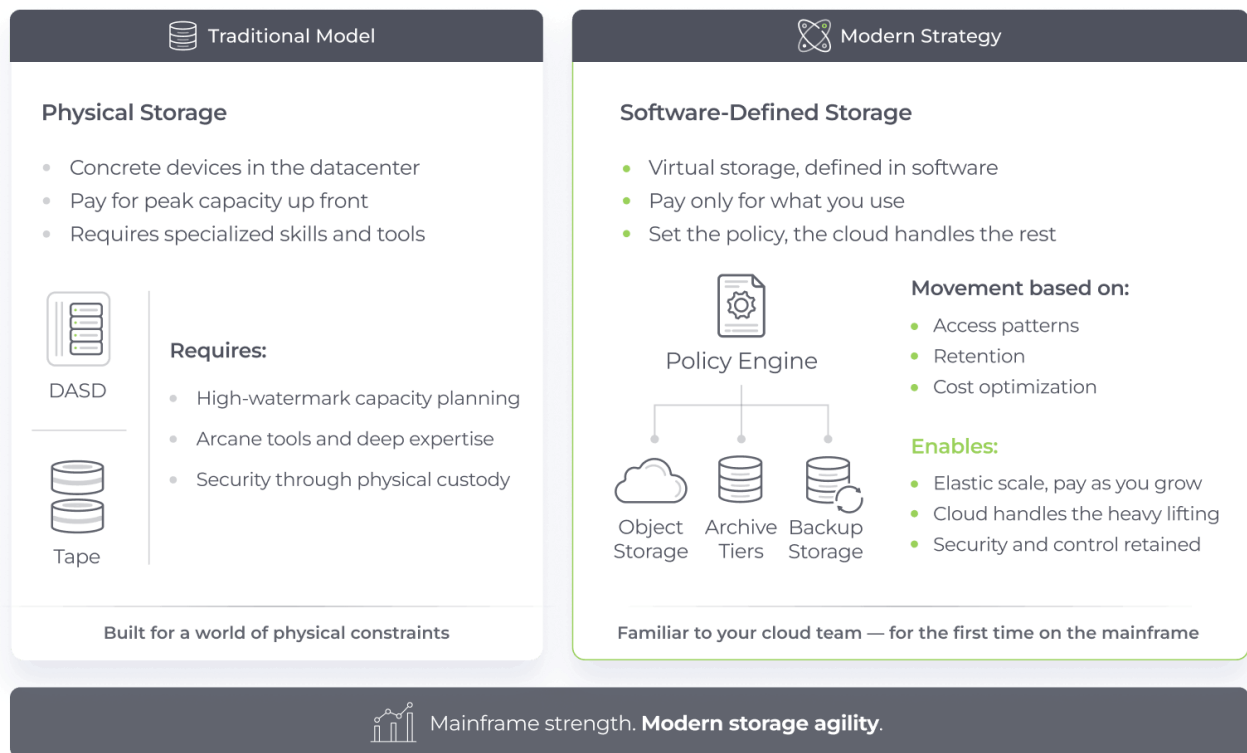 Traditional Model
Physical Storage
Concrete devices in the datacenter
Pay for peak capacity up front
Requires specialized skills and tools
DASD
Tape
Requires:
High-watermark capacity planning
Arcane tools and deep expertise
Security through physical custody
Built for a world of physical constraints
Modern Strategy
Software-Defined Storage
Virtual storage, defined in software
Pay only for what you use
Set the policy, the cloud handles the rest
Policy Engine
Object
Storage
Archive
Tiers
Backup
Storage
Movement based on:
Access patterns
Retention
Cost optimization
Enables:
Elastic scale, pay as you grow
Cloud handles the heavy lifting
Security and control retained
Familiar to your cloud team — for the first time on the mainframe
Mainframe strength. Modern storage agility.